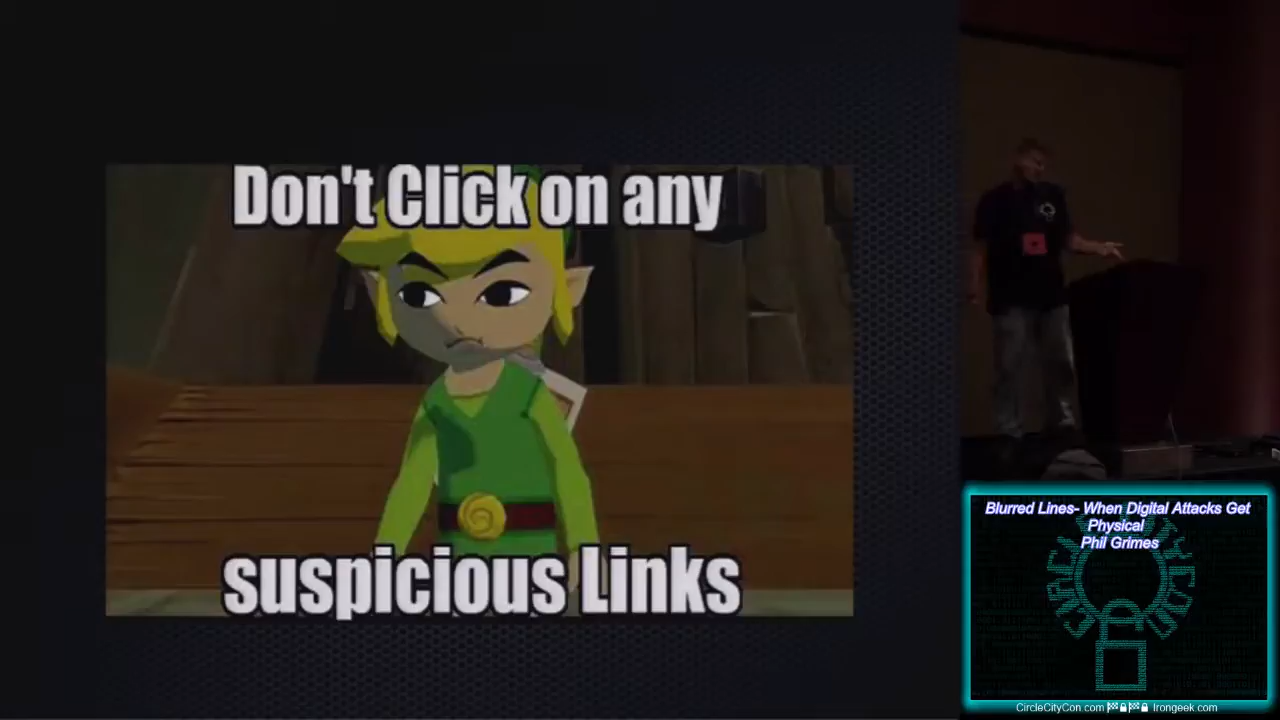 Don't Click on any
suspicious Links
Blurred Lines- When Digital Attacks Get
Physical
Phil Grimes
CircleCityCon.com Irongeek.com